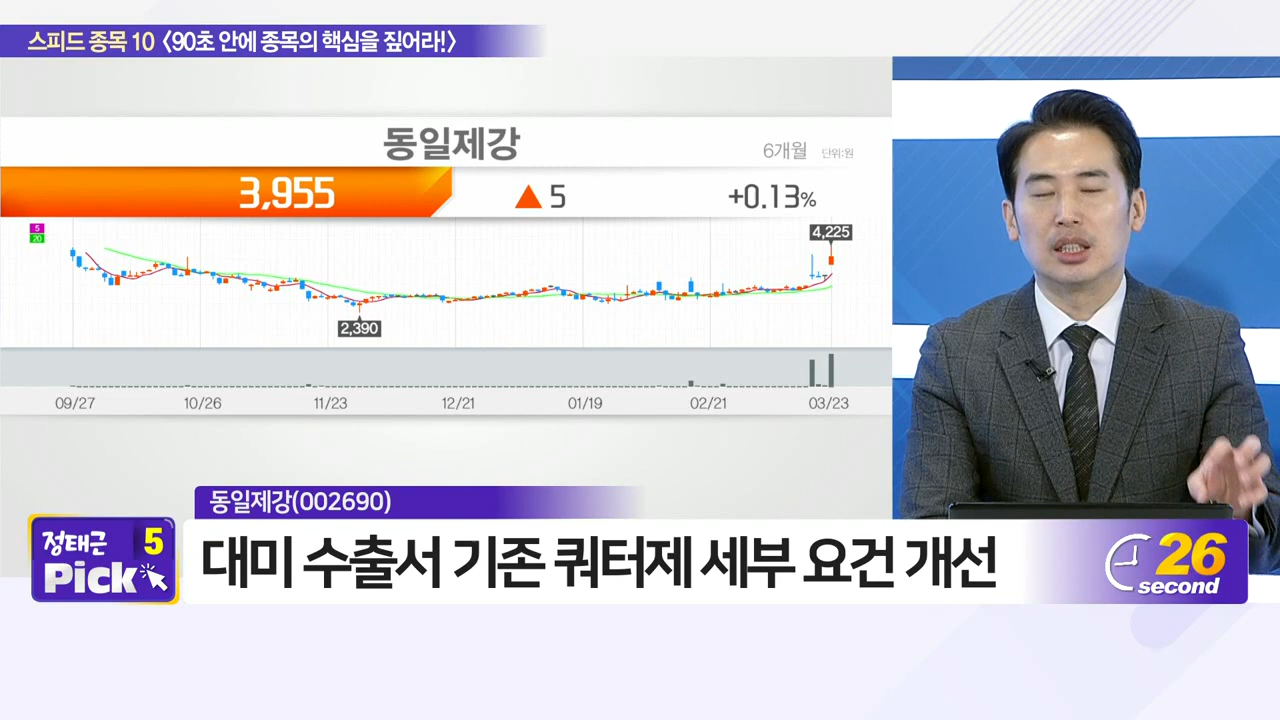 스피드 종목 10 〈90초 안에 종목의 핵심을 짚어라!〉
동일제강
6개월 단위:원
3,955 ▲ 5 +0.13%
5
20
4,225
2,390
09/27 10/26 11/23 12/21 01/19 02/21 03/23
동일제강(002690)
정태근 5
Pick
대미 수출서 기존 쿼터제 세부 요건 개선
26
second